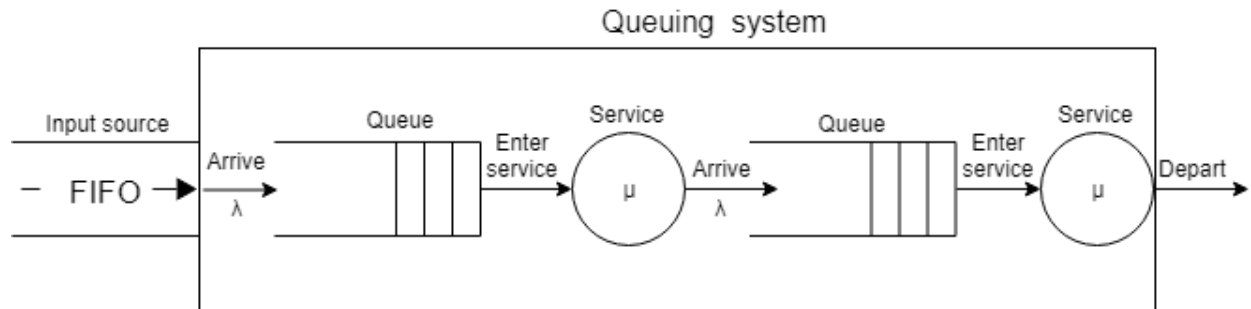 Queuing system
Input source
FIFO
Arrive
λ
Queue
Enter
service
Service
μ
Arrive
λ
Queue
Enter
service
Service
μ
Depart